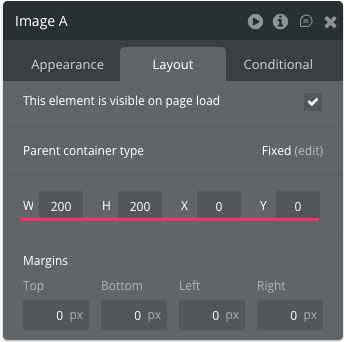 Image A
Appearance Layout Conditional
This element is visible on page load
Parent container type Fixed (edit)
W 200 H 200 X 0 Y 0
Margins
Top Bottom Left Right
0 px 0 px 0 px 0 px